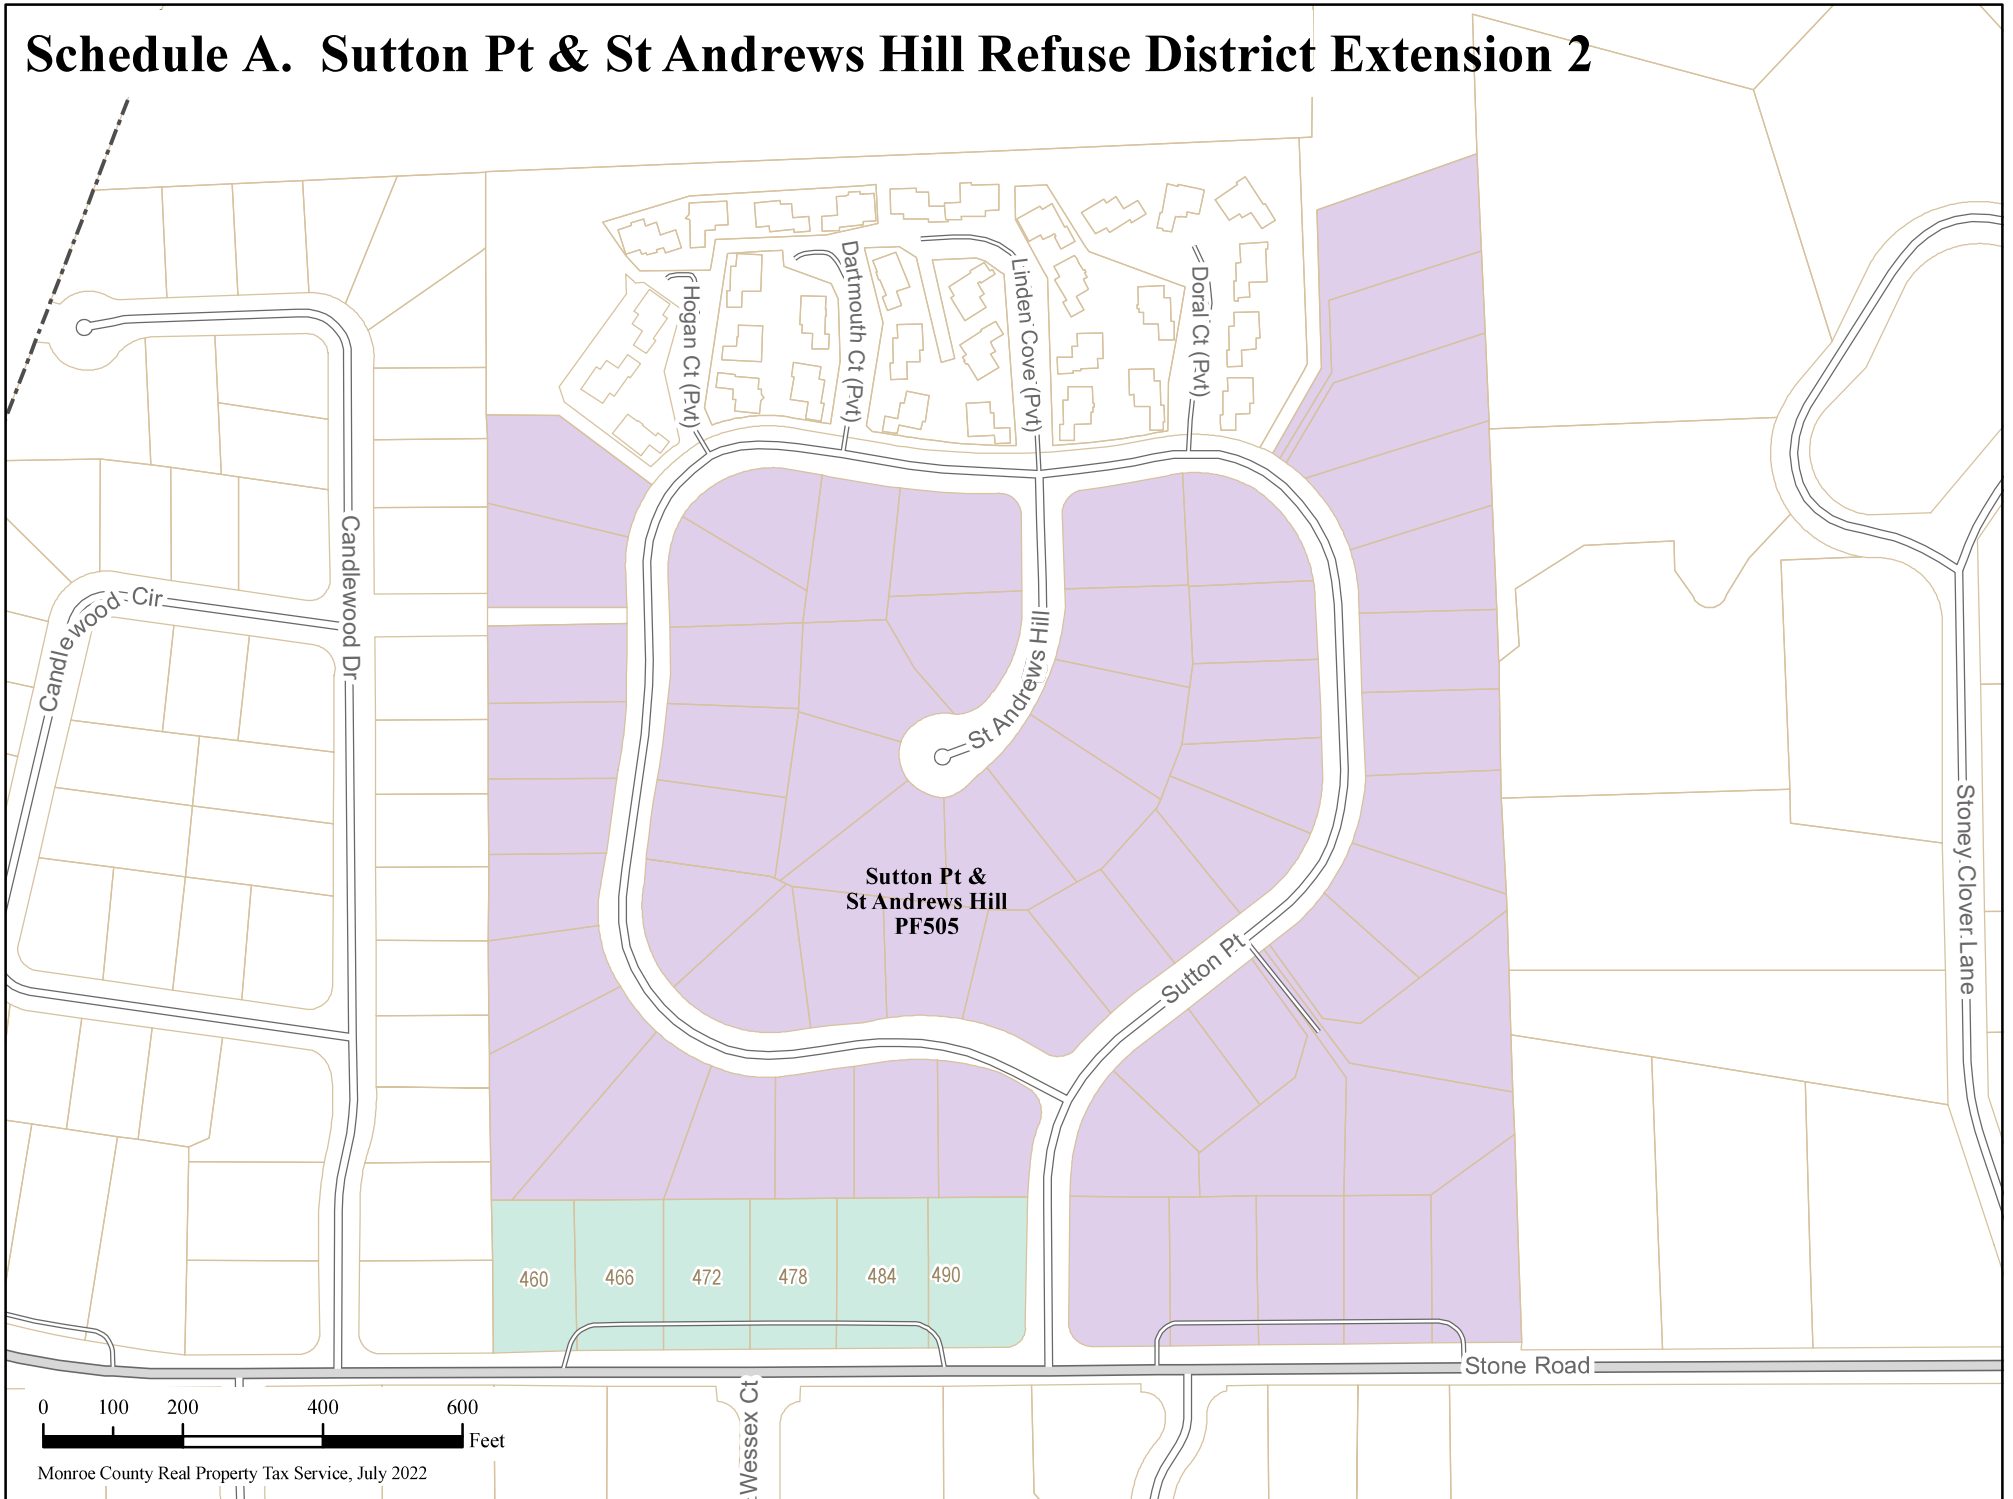 Schedule A. Sutton Pt & St Andrews Hill Refuse District Extension 2
Dartmouth Ct (Pvt)
Linden Cove (Pvt)
Doral Ct (Pvt)
Hogan Ct (Pvt)
Candlewood Dr
Candlewood Cir
St Andrews Hill
Stoney Clover Lane
Sutton Pt &
St Andrews Hill
PF505
Sutton Pt
460
466
472
478
484
490
Stone Road
Wessex Ct
0 100 200 400 600
Feet
Monroe County Real Property Tax Service, July 2022